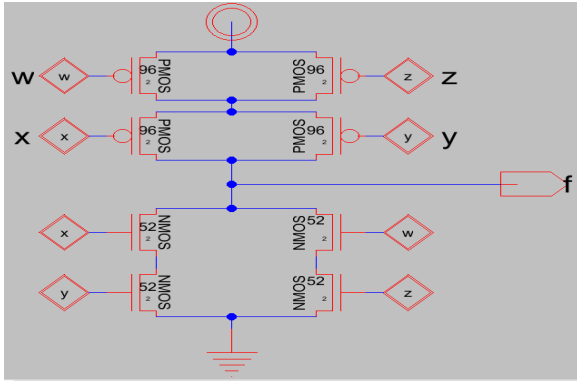 w w 96 2 PMOS PMOS 96 2 z z
x x 96 2 PMOS PMOS 96 2 y y
f
x 52 2 NMOS NMOS 52 2 w
y 52 2 NMOS NMOS 52 2 z